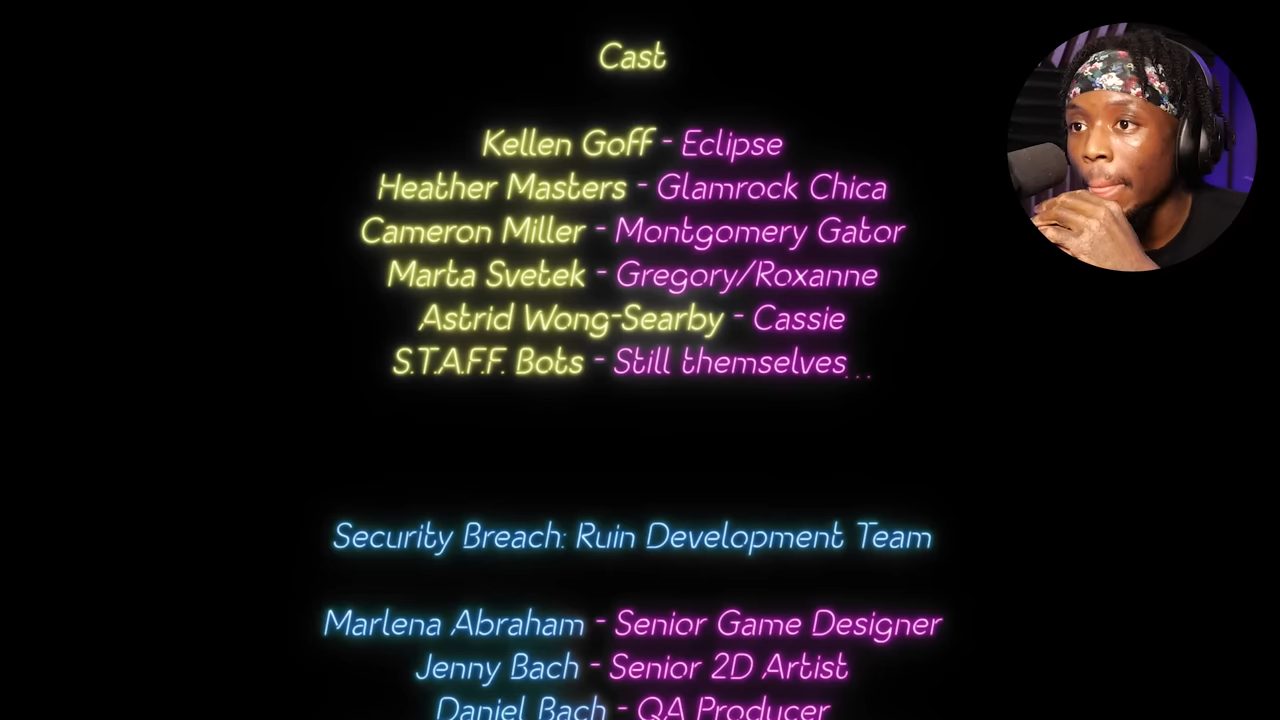 Cast
Kellen Goff - Eclipse
Heather Masters - Glamrock Chica
Cameron Miller - Montgomery Gator
Marta Svetek - Gregory/Roxanne
Astrid Wong-Searby - Cassie
S.T.A.F.F. Bots - Still themselves...
Security Breach: Ruin Development Team
Marlena Abraham - Senior Game Designer
Jenny Bach - Senior 2D Artist
Daniel Bach - QA Producer